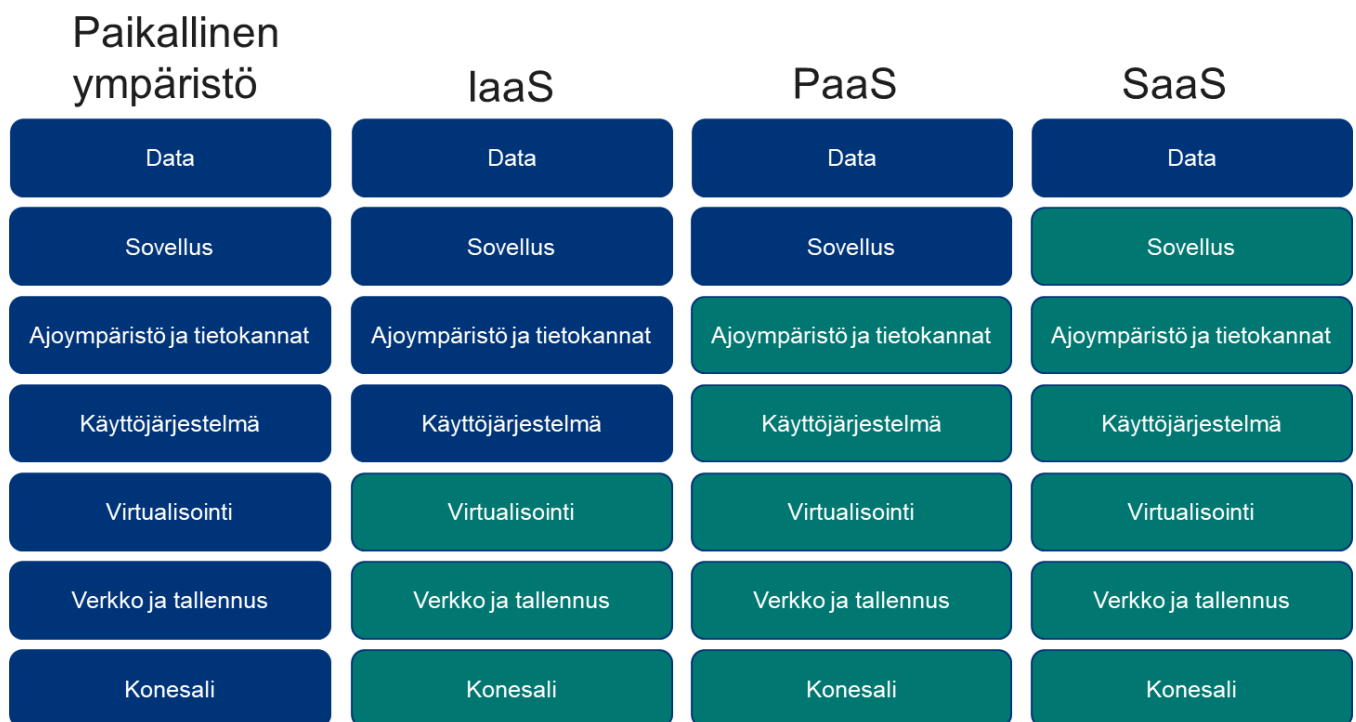 Paikallinen
ympäristö
IaaS
PaaS
SaaS
Data
Data
Data
Data
Sovellus
Sovellus
Sovellus
Sovellus
Ajoympäristö ja tietokannat
Ajoympäristö ja tietokannat
Ajoympäristö ja tietokannat
Ajoympäristö ja tietokannat
Käyttöjärjestelmä
Käyttöjärjestelmä
Käyttöjärjestelmä
Käyttöjärjestelmä
Virtualisointi
Virtualisointi
Virtualisointi
Virtualisointi
Verkko ja tallennus
Verkko ja tallennus
Verkko ja tallennus
Verkko ja tallennus
Konesali
Konesali
Konesali
Konesali